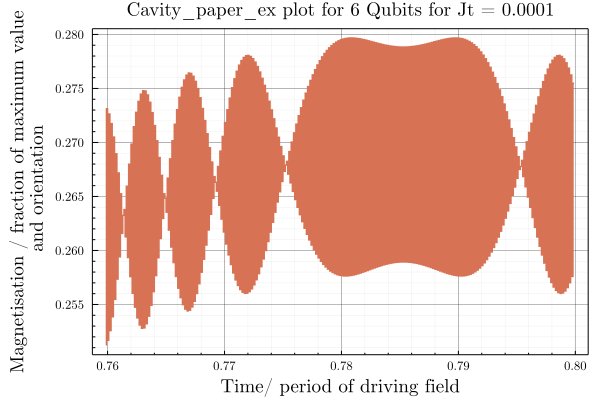 Cavity_paper_ex plot for 6 Qubits for Jt = 0.0001
Magnetisation / fraction of maximum value
and orientation
0.280
0.275
0.270
0.265
0.260
0.255
0.76
0.77
0.78
0.79
0.80
Time/ period of driving field